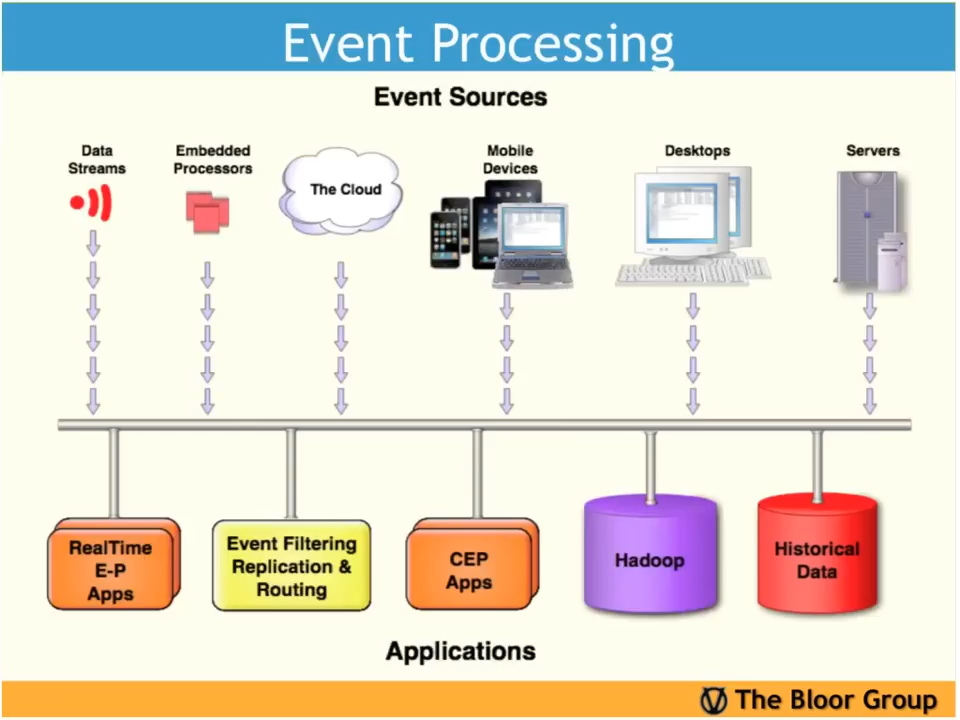 Event Processing
Event Sources
Data
Streams
Embedded
Processors
The Cloud
Mobile
Devices
Desktops
Servers
RealTime
E-P
Apps
Event Filtering
Replication &
Routing
CEP
Apps
Hadoop
Historical
Data
Applications
The Bloor Group